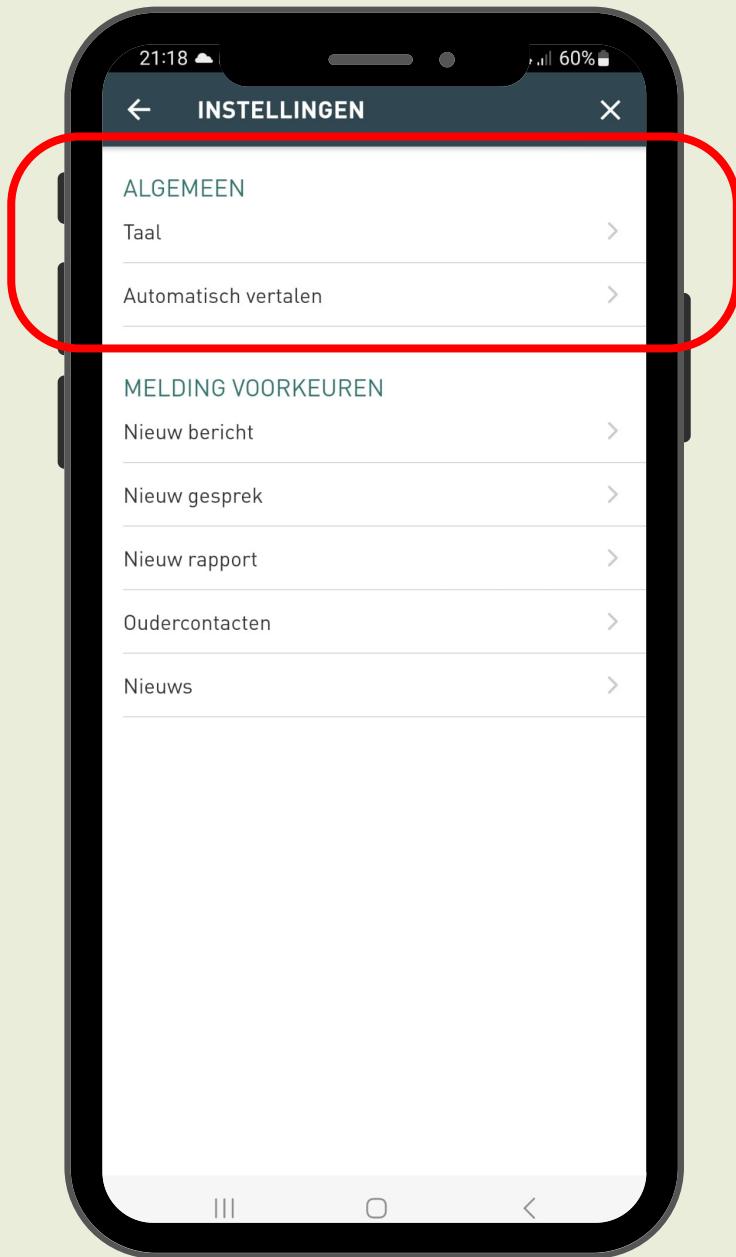 21:18
60%
INSTELLINGEN
ALGEMEEN
Taal
Automatisch vertalen
MELDING VOORKEUREN
Nieuw bericht
Nieuw gesprek
Nieuw rapport
Oudercontacten
Nieuws